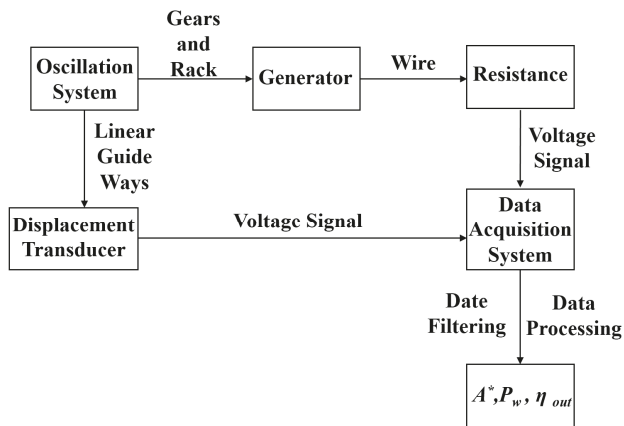 Gears
and
Rack
Oscillation
System
Generator
Wire
Resistance
Linear
Guide
Ways
Voltage
Signal
Displacement
Transducer
Voltage Signal
Data
Acquisition
System
Date
Filtering
Data
Processing
A*,Pw, η out